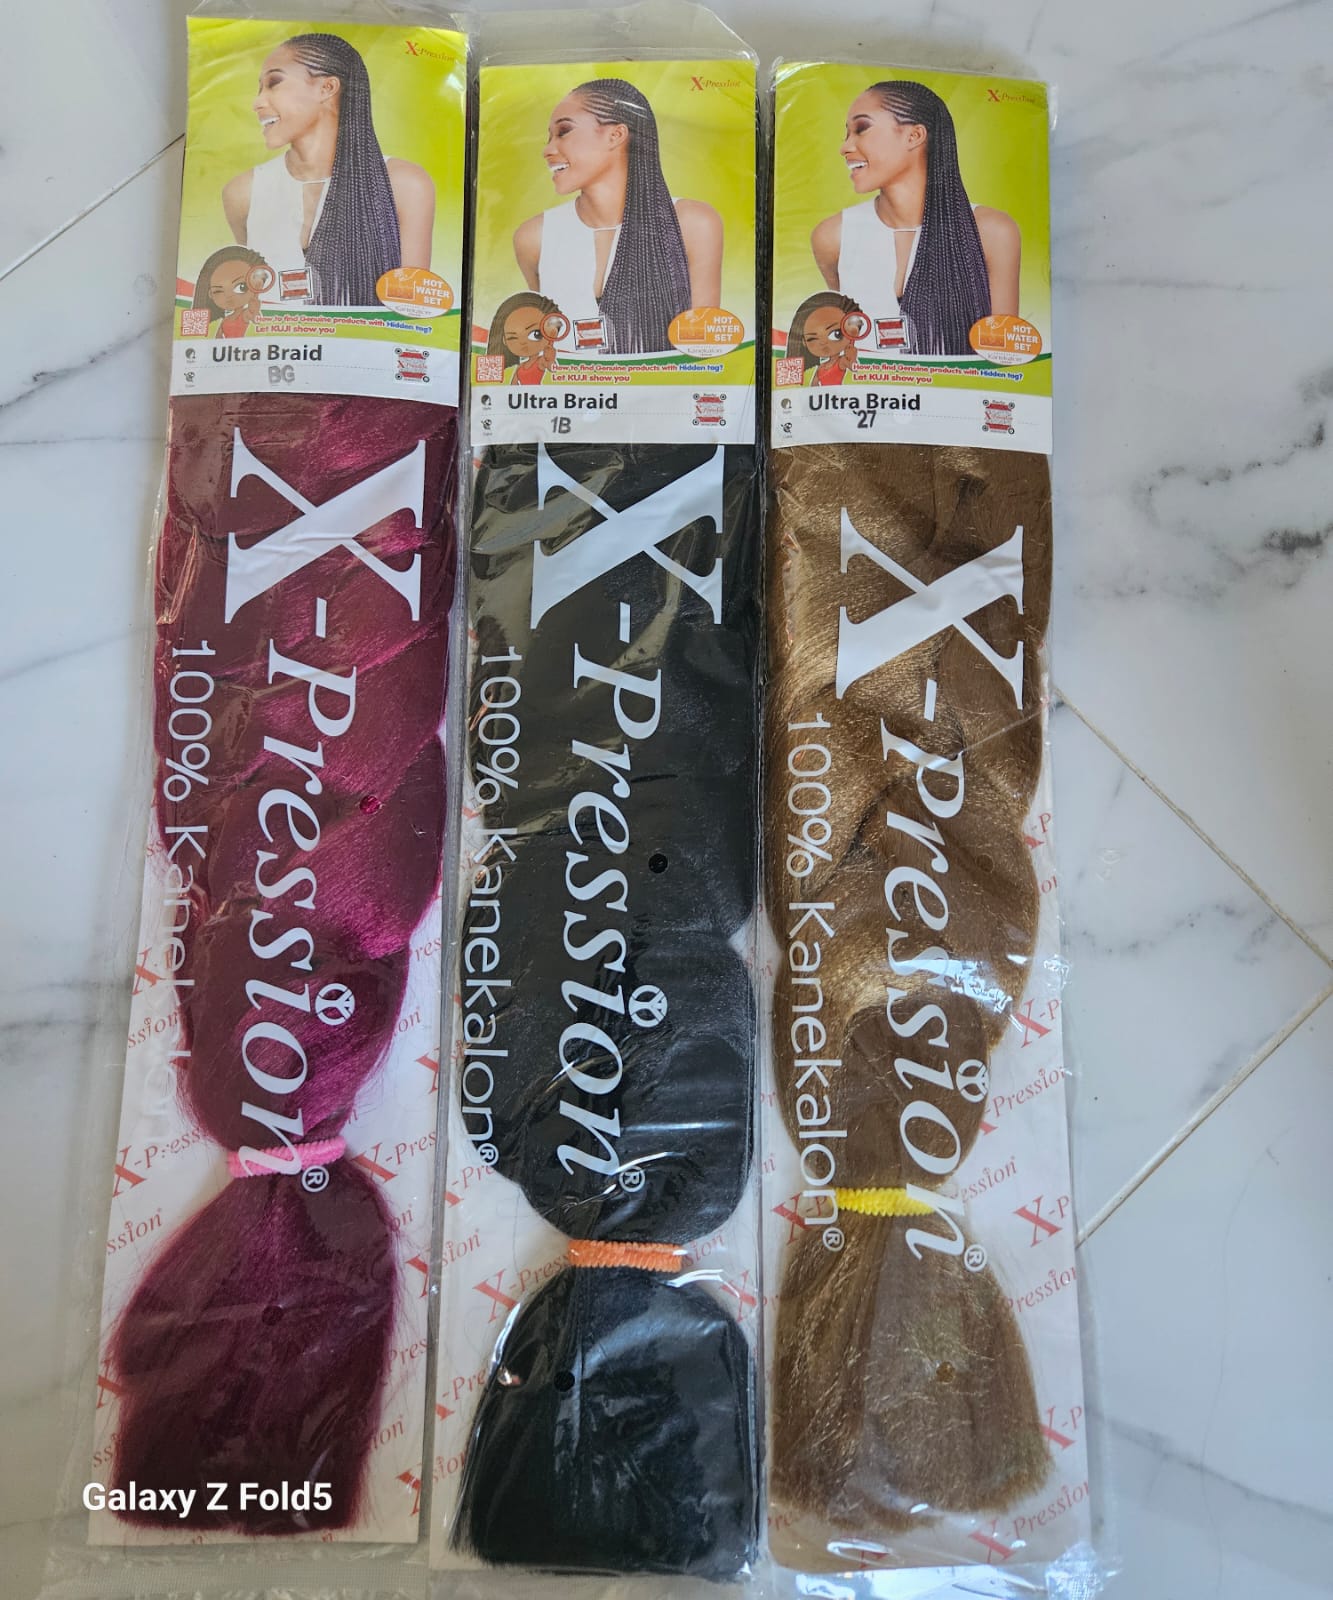 X-Pression
HOT
WATER
SET
Kanekalon
How to find Genuine products with Hidden tag?
Let KUJI show you
Ultra Braid
BG
X-Pression®
100% Kanekalon
X-Pression
HOT
WATER
SET
Kanekalon
How to find Genuine products with Hidden tag?
Let KUJI show you
Ultra Braid
1B
X-Pression®
100% Kanekalon®
X-Pression
HOT
WATER
SET
Kanekalon
How to find Genuine products with Hidden tag?
Let KUJI show you
Ultra Braid
27
X-Pression®
100% Kanekalon®
Galaxy Z Fold5